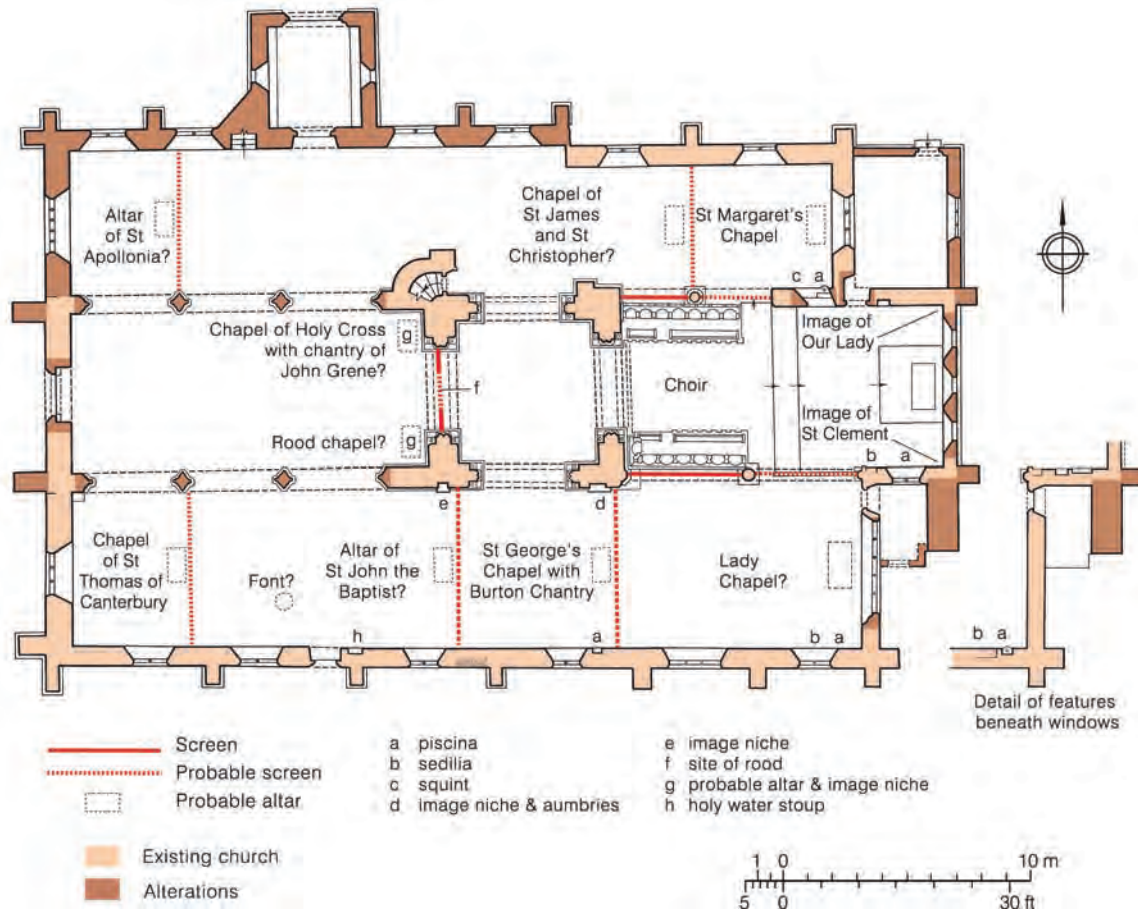 Altar
of St
Apollonia?
Chapel of
St James
and St
Christopher?
St Margaret's
Chapel
c a
Chapel of Holy Cross
with chantry of
John Grene?
g
f
Choir
Image of
Our Lady
Rood chapel?
g
Image of
St Clement
b a
e
d
Chapel
of St
Thomas of
Canterbury
Font?
Altar of
St John the
Baptist?
St George's
Chapel with
Burton Chantry
Lady
Chapel?
h
a
b a
b a
Detail of features
beneath windows
Screen
Probable screen
Probable altar
Existing church
Alterations
a piscina
b sedilia
c squint
d image niche & aumbries
e image niche
f site of rood
g probable altar & image niche
h holy water stoup
1 0 10 m
5 0 30 ft